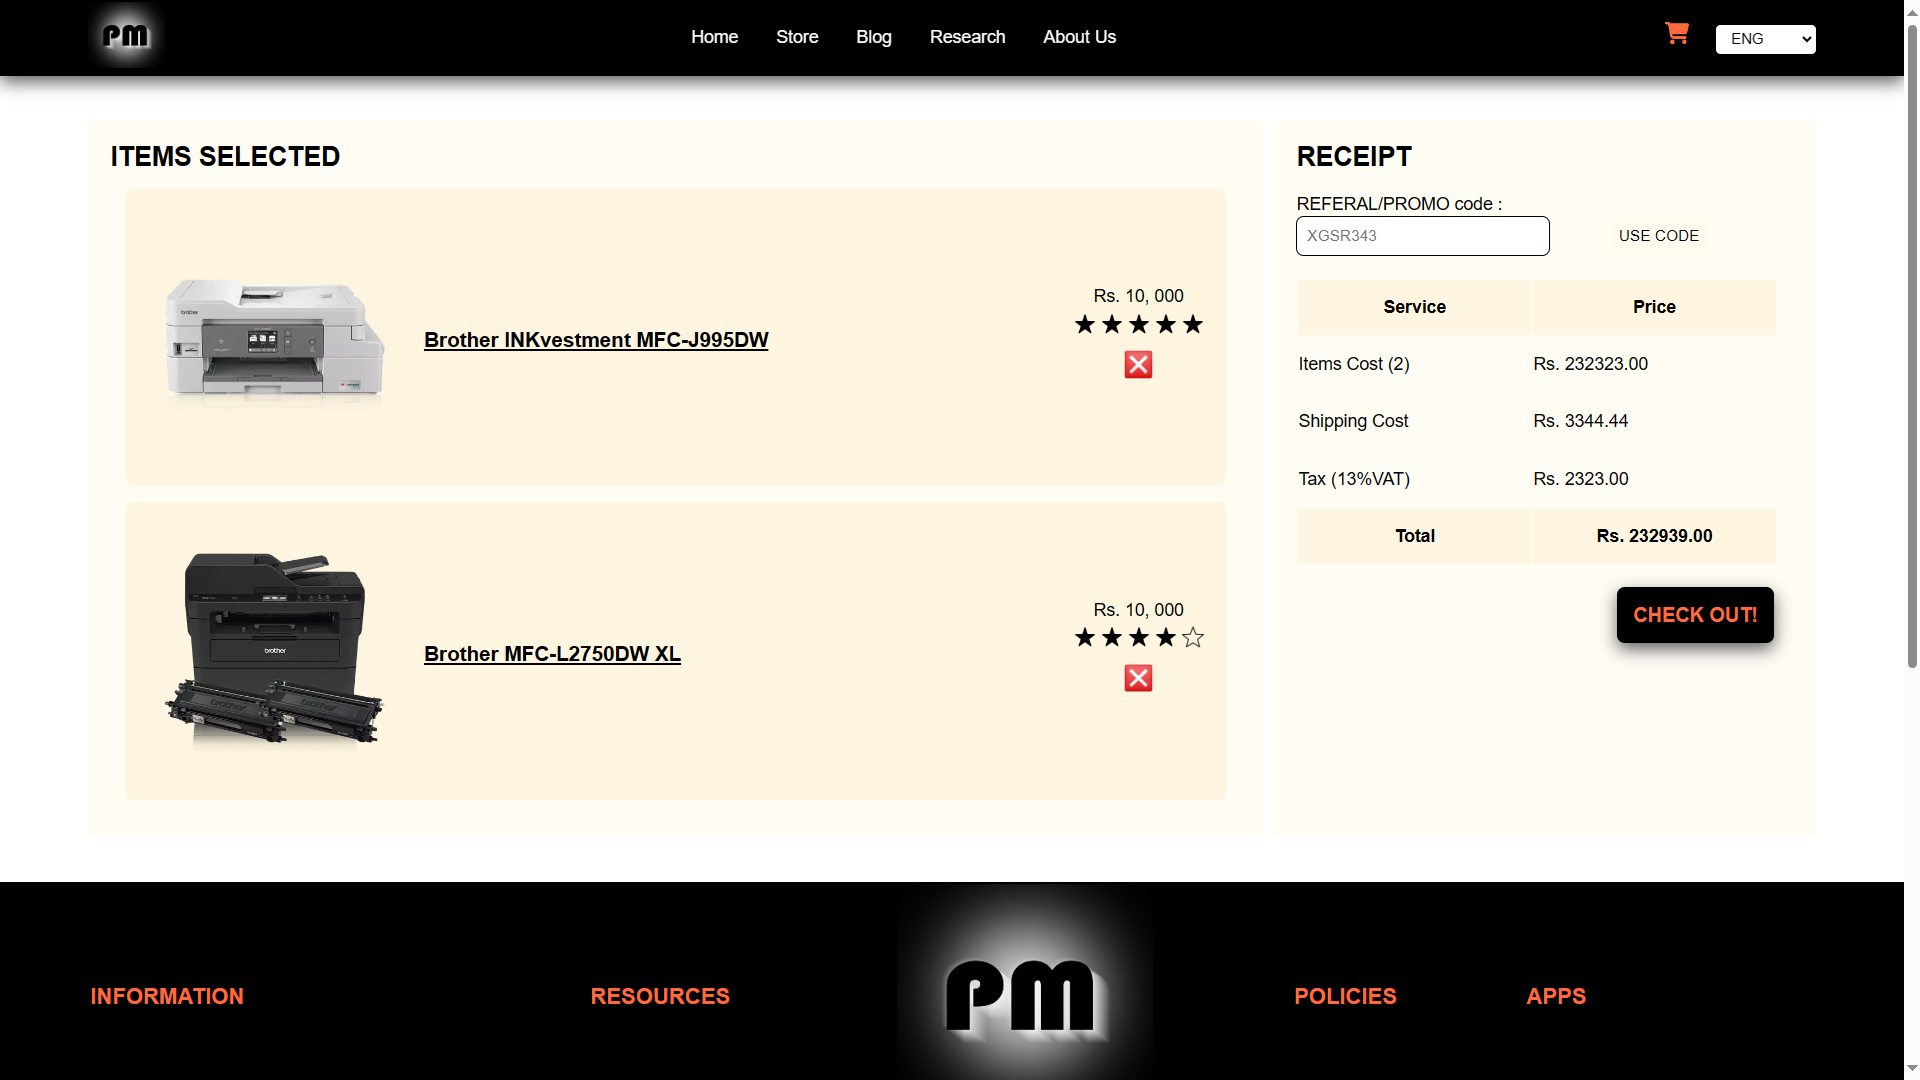 PM
Home
Store
Blog
Research
About Us
ENG
ITEMS SELECTED
brother
Brother INKvestment MFC-J995DW
Rs. 10, 000
★ ★ ★ ★ ★
brother
Brother MFC-L2750DW XL
Rs. 10, 000
★ ★ ★ ★ ☆
RECEIPT
REFERAL/PROMO code :
XGSR343
USE CODE
Service Price
Items Cost (2) Rs. 232323.00
Shipping Cost Rs. 3344.44
Tax (13%VAT) Rs. 2323.00
Total Rs. 232939.00
CHECK OUT!
INFORMATION
RESOURCES
PM
POLICIES
APPS